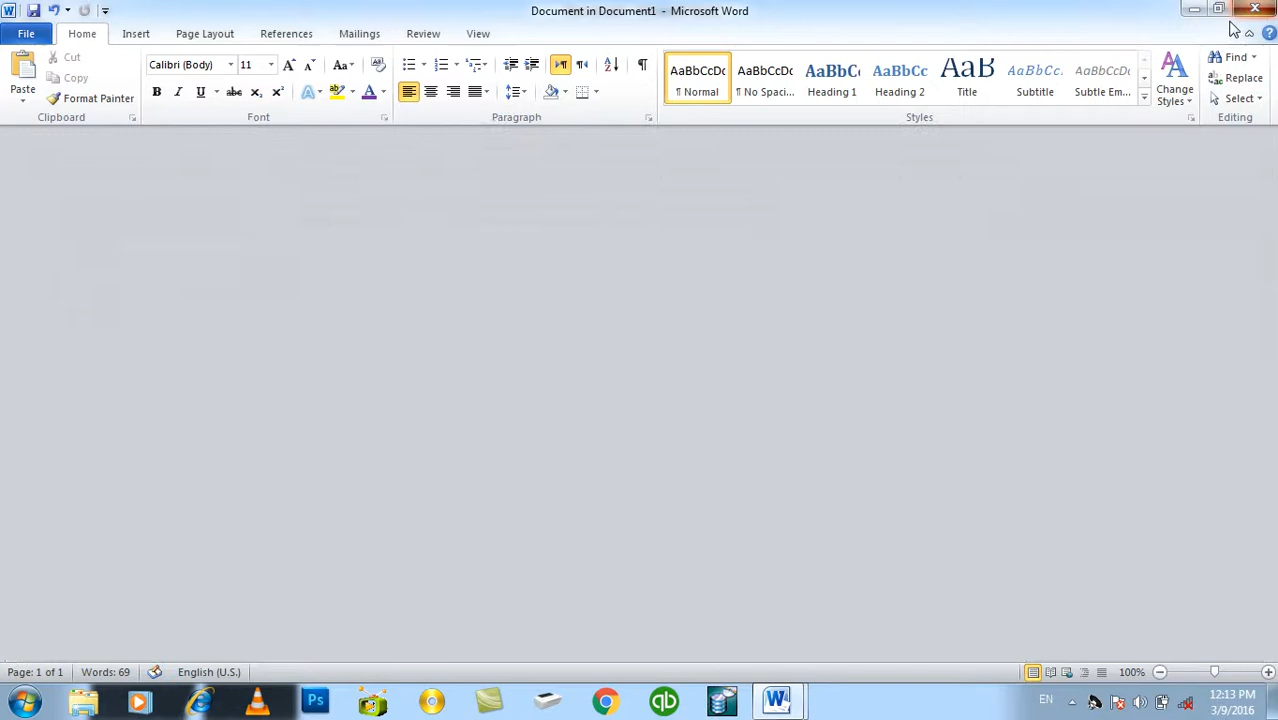 Document in Document1 - Microsoft Word
File Home Insert Page Layout References Mailings Review View
Cut
Copy
Format Painter
Paste
Clipboard
Calibri (Body) 11
Font
Paragraph
AaBbCcDc AaBbCcDc AaBbC AaBbCc AaB AaBbCc. AaBbCcDc
¶ Normal ¶ No Spaci... Heading 1 Heading 2 Title Subtitle Subtle Em...
Change Styles
Styles
Find
Replace
Select
Editing
Page: 1 of 1 Words: 69 English (U.S.) 100%
Ps qb W EN 12:13 PM
3/9/2016